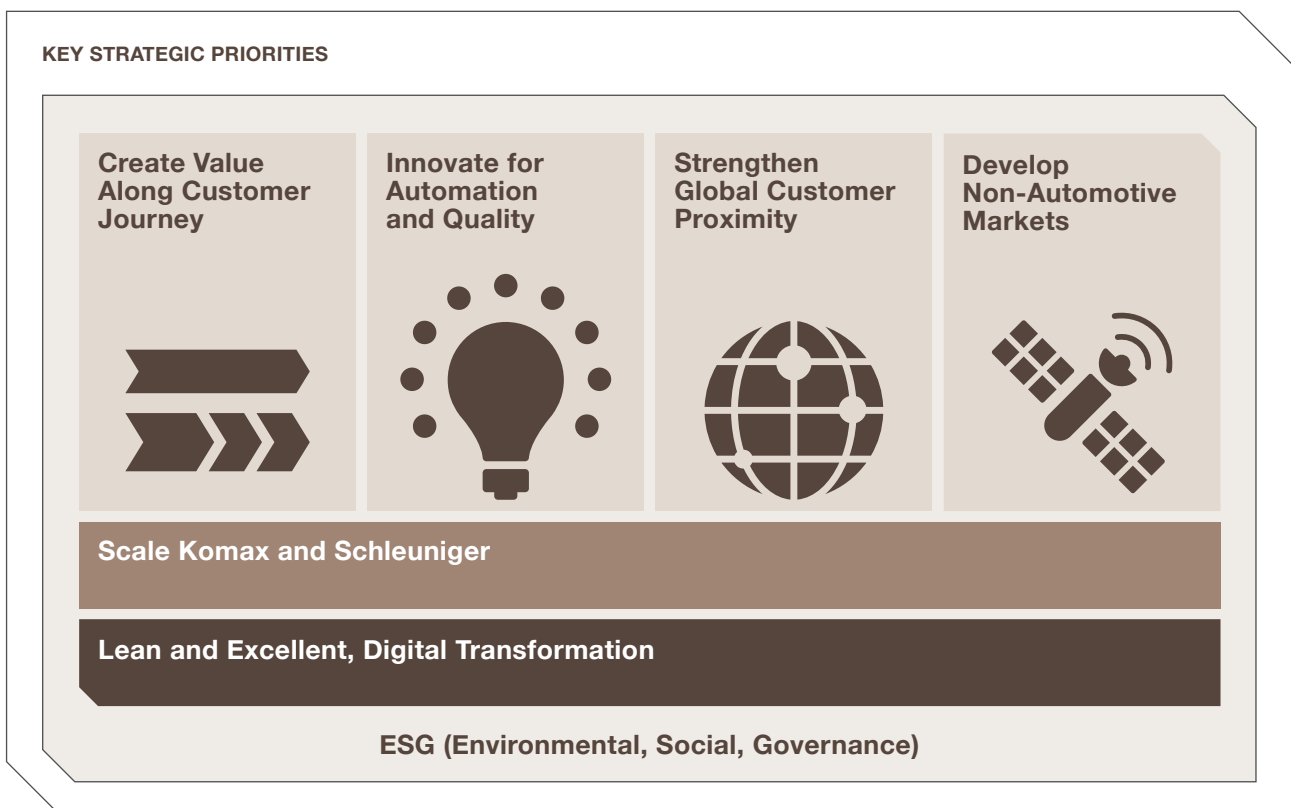 KEY STRATEGIC PRIORITIES
Create Value
Along Customer
Journey
Innovate for
Automation
and Quality
Strengthen
Global Customer
Proximity
Develop
Non-Automotive
Markets
Scale Komax and Schleuniger
Lean and Excellent, Digital Transformation
ESG (Environmental, Social, Governance)